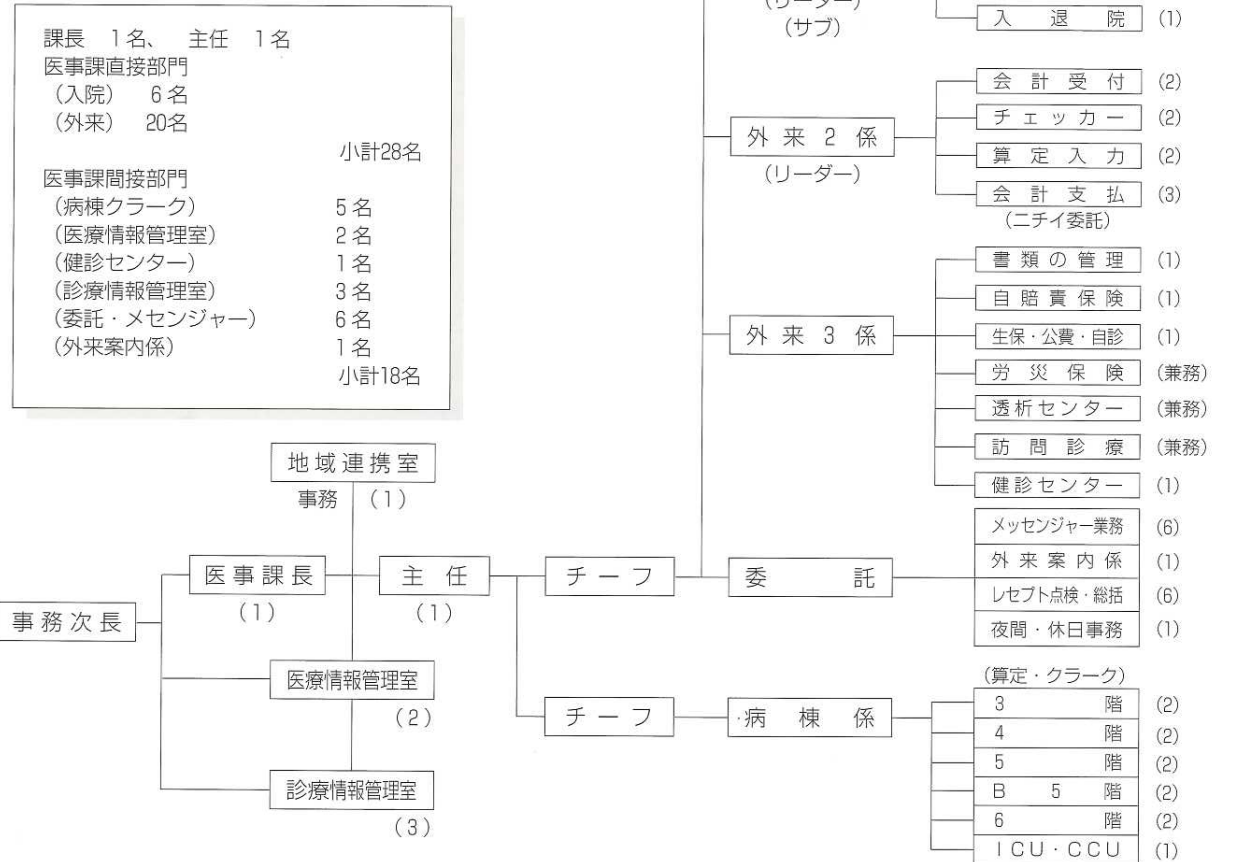 課長　1名、　主任　1名
医事課直接部門
（入院）　6名
（外来）　20名
小計28名
医事課間接部門
（病棟クラーク）　5名
（医療情報管理室）　2名
（健診センター）　1名
（診療情報管理室）　3名
（委託・メセンジャー）　6名
（外来案内係）　1名
小計18名
（リーダー）
（サブ）
入退院 (1)
外来2係
（リーダー）
会計受付 (2)
チェッカー (2)
算定入力 (2)
会計支払 (3)
（ニチイ委託）
外来3係
書類の管理 (1)
自賠責保険 (1)
生保・公費・自診 (1)
労災保険 (兼務)
透析センター (兼務)
訪問診療 (兼務)
健診センター (1)
地域連携室
事務　(1)
事務次長
医事課長
(1)
主任
(1)
チーフ
委託
メッセンジャー業務 (6)
外来案内係 (1)
レセプト点検・総括 (6)
夜間・休日事務 (1)
医療情報管理室
(2)
診療情報管理室
(3)
チーフ
病棟係
（算定・クラーク）
3階 (2)
4階 (2)
5階 (2)
B5階 (2)
6階 (2)
ICU・CCU (1)